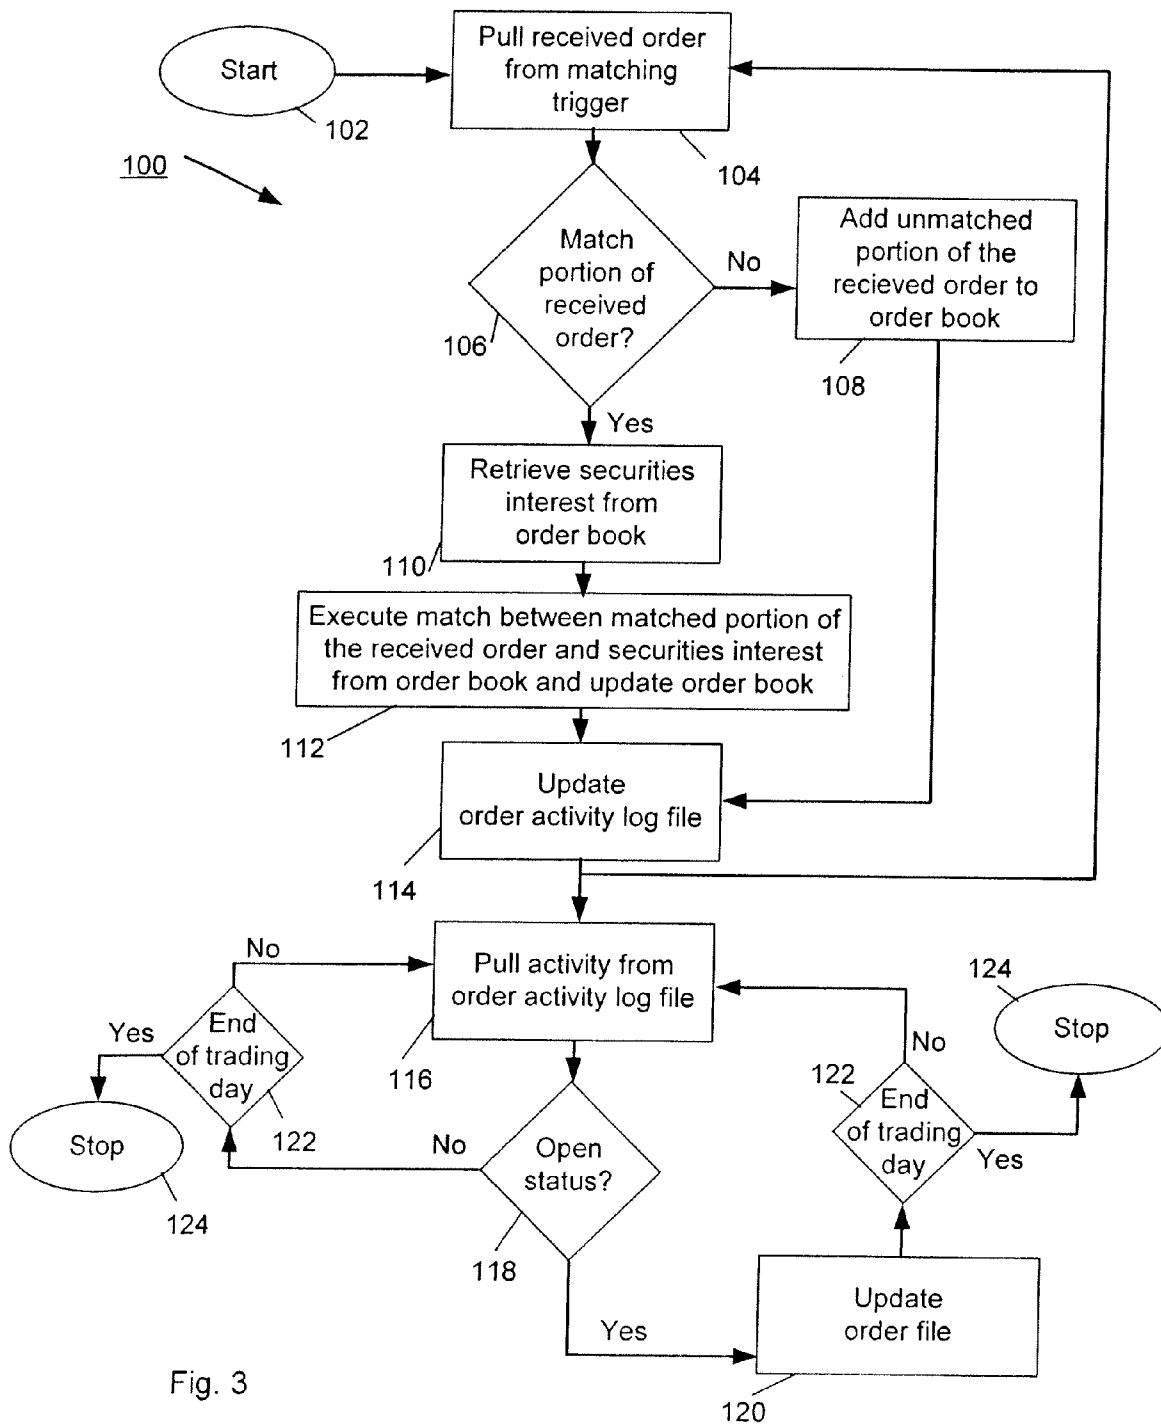 Start
102
100
Pull received order
from matching
trigger
104
Match
portion of
received
order?
106
No
Add unmatched
portion of the
recieved order to
order book
108
Yes
Retrieve securities
interest from
order book
110
Execute match between matched portion of
the received order and securities interest
from order book and update order book
112
Update
order activity log file
114
Pull activity from
order activity log file
116
No
End
of trading
day
122
Yes
Stop
124
No
Open
status?
118
Yes
Update
order file
120
122
End
of trading
day
No
Yes
124
Stop
Fig. 3